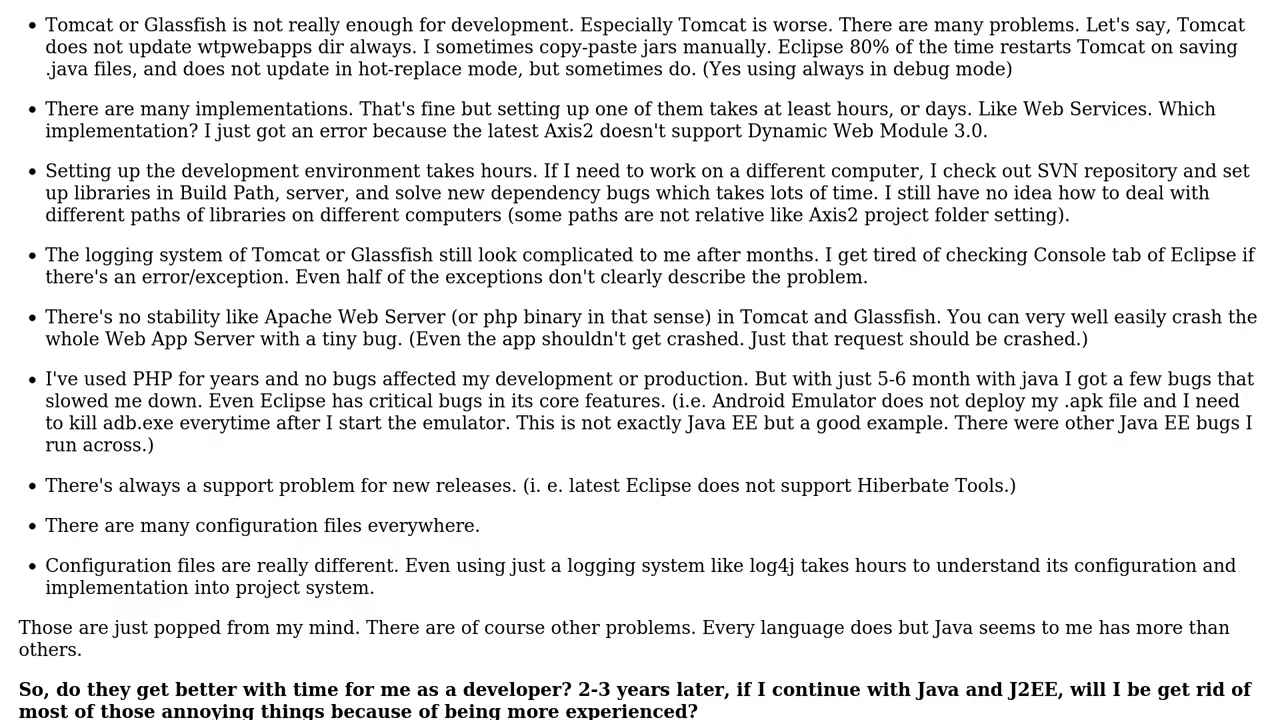 • Tomcat or Glassfish is not really enough for development. Especially Tomcat is worse. There are many problems. Let's say, Tomcat
does not update wtpwebapps dir always. I sometimes copy-paste jars manually. Eclipse 80% of the time restarts Tomcat on saving
.java files, and does not update in hot-replace mode, but sometimes do. (Yes using always in debug mode)
• There are many implementations. That's fine but setting up one of them takes at least hours, or days. Like Web Services. Which
implementation? I just got an error because the latest Axis2 doesn't support Dynamic Web Module 3.0.
• Setting up the development environment takes hours. If I need to work on a different computer, I check out SVN repository and set
up libraries in Build Path, server, and solve new dependency bugs which takes lots of time. I still have no idea how to deal with
different paths of libraries on different computers (some paths are not relative like Axis2 project folder setting).
• The logging system of Tomcat or Glassfish still look complicated to me after months. I get tired of checking Console tab of Eclipse if
there's an error/exception. Even half of the exceptions don't clearly describe the problem.
• There's no stability like Apache Web Server (or php binary in that sense) in Tomcat and Glassfish. You can very well easily crash the
whole Web App Server with a tiny bug. (Even the app shouldn't get crashed. Just that request should be crashed.)
• I've used PHP for years and no bugs affected my development or production. But with just 5-6 month with java I got a few bugs that
slowed me down. Even Eclipse has critical bugs in its core features. (i.e. Android Emulator does not deploy my .apk file and I need
to kill adb.exe everytime after I start the emulator. This is not exactly Java EE but a good example. There were other Java EE bugs I
run across.)
• There's always a support problem for new releases. (i. e. latest Eclipse does not support Hiberbate Tools.)
• There are many configuration files everywhere.
• Configuration files are really different. Even using just a logging system like log4j takes hours to understand its configuration and
implementation into project system.
Those are just popped from my mind. There are of course other problems. Every language does but Java seems to me has more than
others.
So, do they get better with time for me as a developer? 2-3 years later, if I continue with Java and J2EE, will I be get rid of
most of those annoying things because of being more experienced?